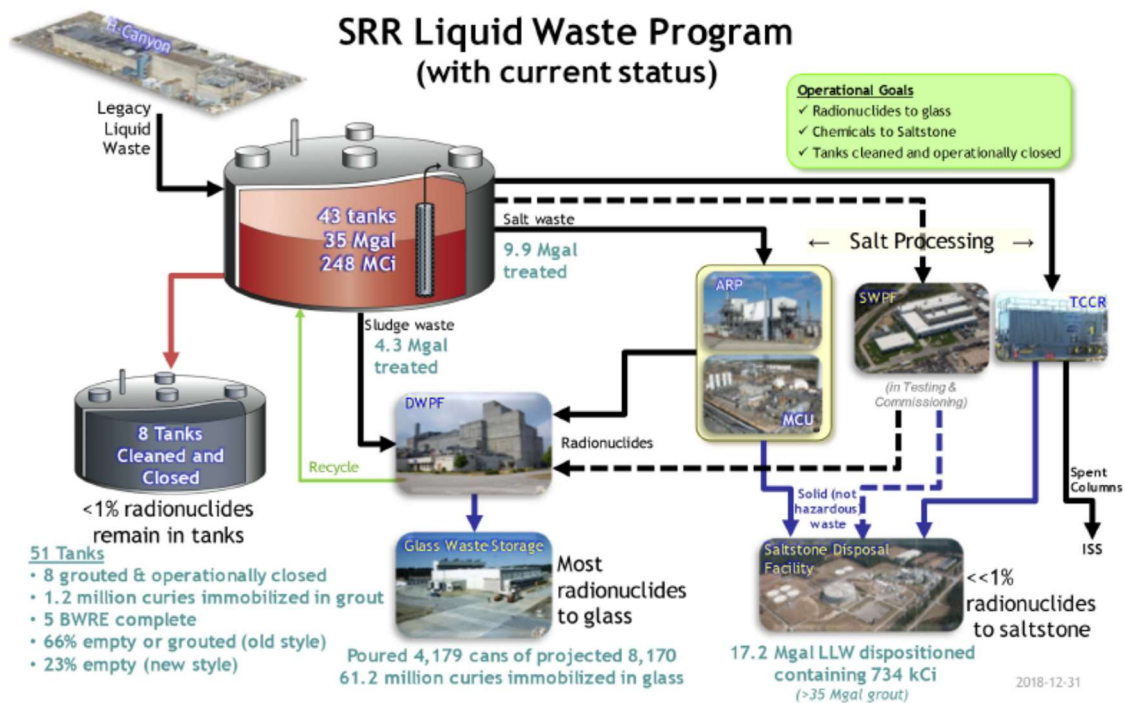 SRR Liquid Waste Program
(with current status)
H-Canyon
Operational Goals
✓ Radionuclides to glass
✓ Chemicals to Saltstone
✓ Tanks cleaned and operationally closed
Legacy
Liquid
Waste
43 tanks
35 Mgal
248 MCi
Salt waste
9.9 Mgal
treated
← Salt Processing →
ARP
MCU
SWPF
(in Testing &
Commissioning)
TCCR
Sludge waste
4.3 Mgal
treated
DWPF
Radionuclides
Recycle
8 Tanks
Cleaned and
Closed
<1% radionuclides
remain in tanks
51 Tanks
• 8 grouted & operationally closed
• 1.2 million curies immobilized in grout
• 5 BWRE complete
• 66% empty or grouted (old style)
• 23% empty (new style)
Glass Waste Storage
Most
radionuclides
to glass
Poured 4,179 cans of projected 8,170
61.2 million curies immobilized in glass
Solid (not
hazardous)
waste
Spent
Columns
ISS
Saltstone Disposal
Facility
<<1%
radionuclides
to saltstone
17.2 Mgal LLW dispositioned
containing 734 kCi
(>35 Mgal grout)
2018-12-31